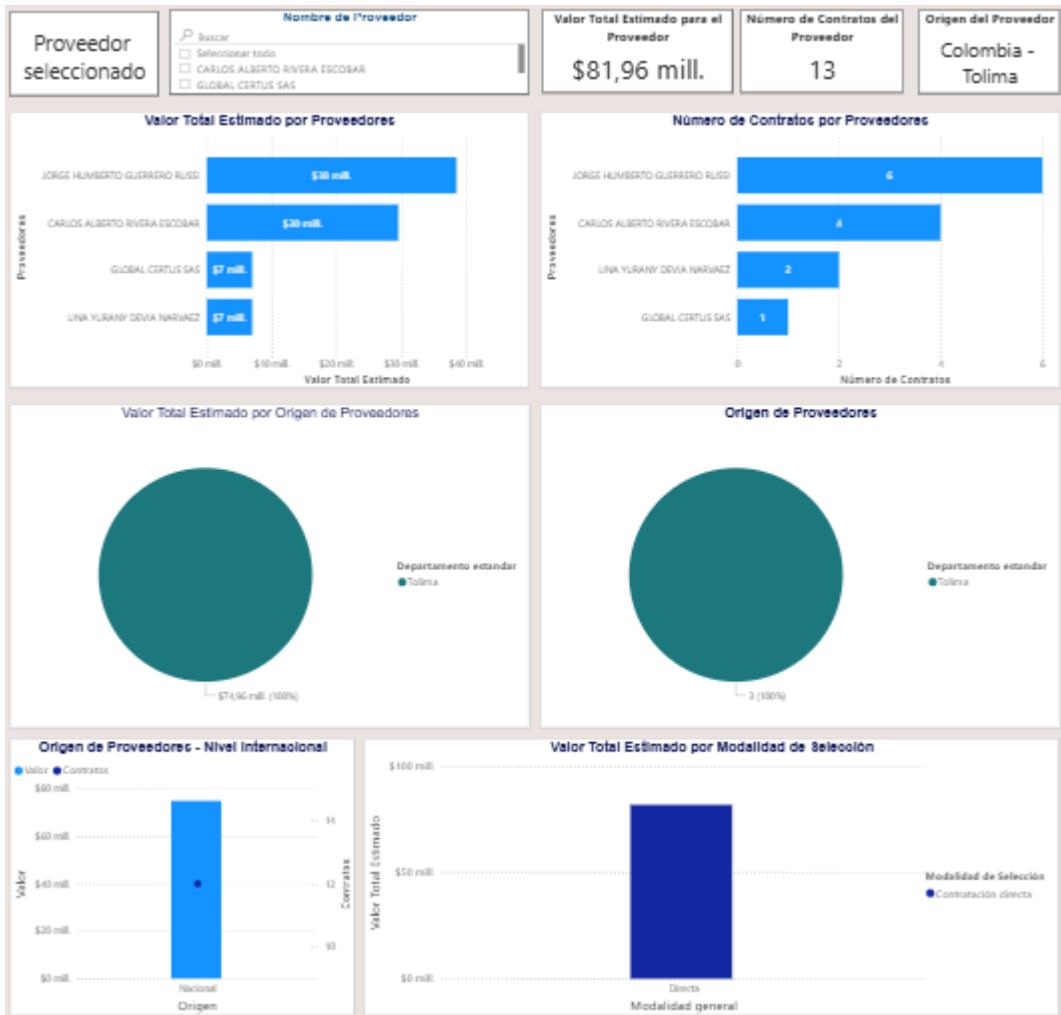 Proveedor
seleccionado
Nombre de Proveedor
Buscar
Seleccionar todo
CARLOS ALBERTO RIVERA ESCOBAR
GLOBAL CERTUS SAS
Valor Total Estimado para el
Proveedor
$81,96 mill.
Número de Contratos del
Proveedor
13
Origen del Proveedor
Colombia -
Tolima
Valor Total Estimado por Proveedores
Proveedores
JORGE HUMBERTO GUERRERO RUSSI
$38 mill.
CARLOS ALBERTO RIVERA ESCOBAR
$30 mill.
GLOBAL CERTUS SAS
$7 mill.
LINA YURANY DEVIA NARVAEZ
$7 mill.
$0 mill. $10 mill. $20 mill. $30 mill. $40 mill.
Valor Total Estimado
Número de Contratos por Proveedores
Proveedores
JORGE HUMBERTO GUERRERO RUSSI
6
CARLOS ALBERTO RIVERA ESCOBAR
4
LINA YURANY DEVIA NARVAEZ
2
GLOBAL CERTUS SAS
1
0 2 4 6
Número de Contratos
Valor Total Estimado por Origen de Proveedores
Departamento estandar
Tolima
$74,96 mill. (100%)
Origen de Proveedores
Departamento estandar
Tolima
3 (100%)
Origen de Proveedores - Nivel Internacional
Valor Contratos
$80 mill.
$60 mill.
$40 mill.
$20 mill.
$0 mill.
Valor
14
12
10
Contratos
Nacional
Origen
Valor Total Estimado por Modalidad de Selección
$100 mill.
$50 mill.
$0 mill.
Valor Total Estimado
Directa
Modalidad general
Modalidad de Selección
Contratación directa